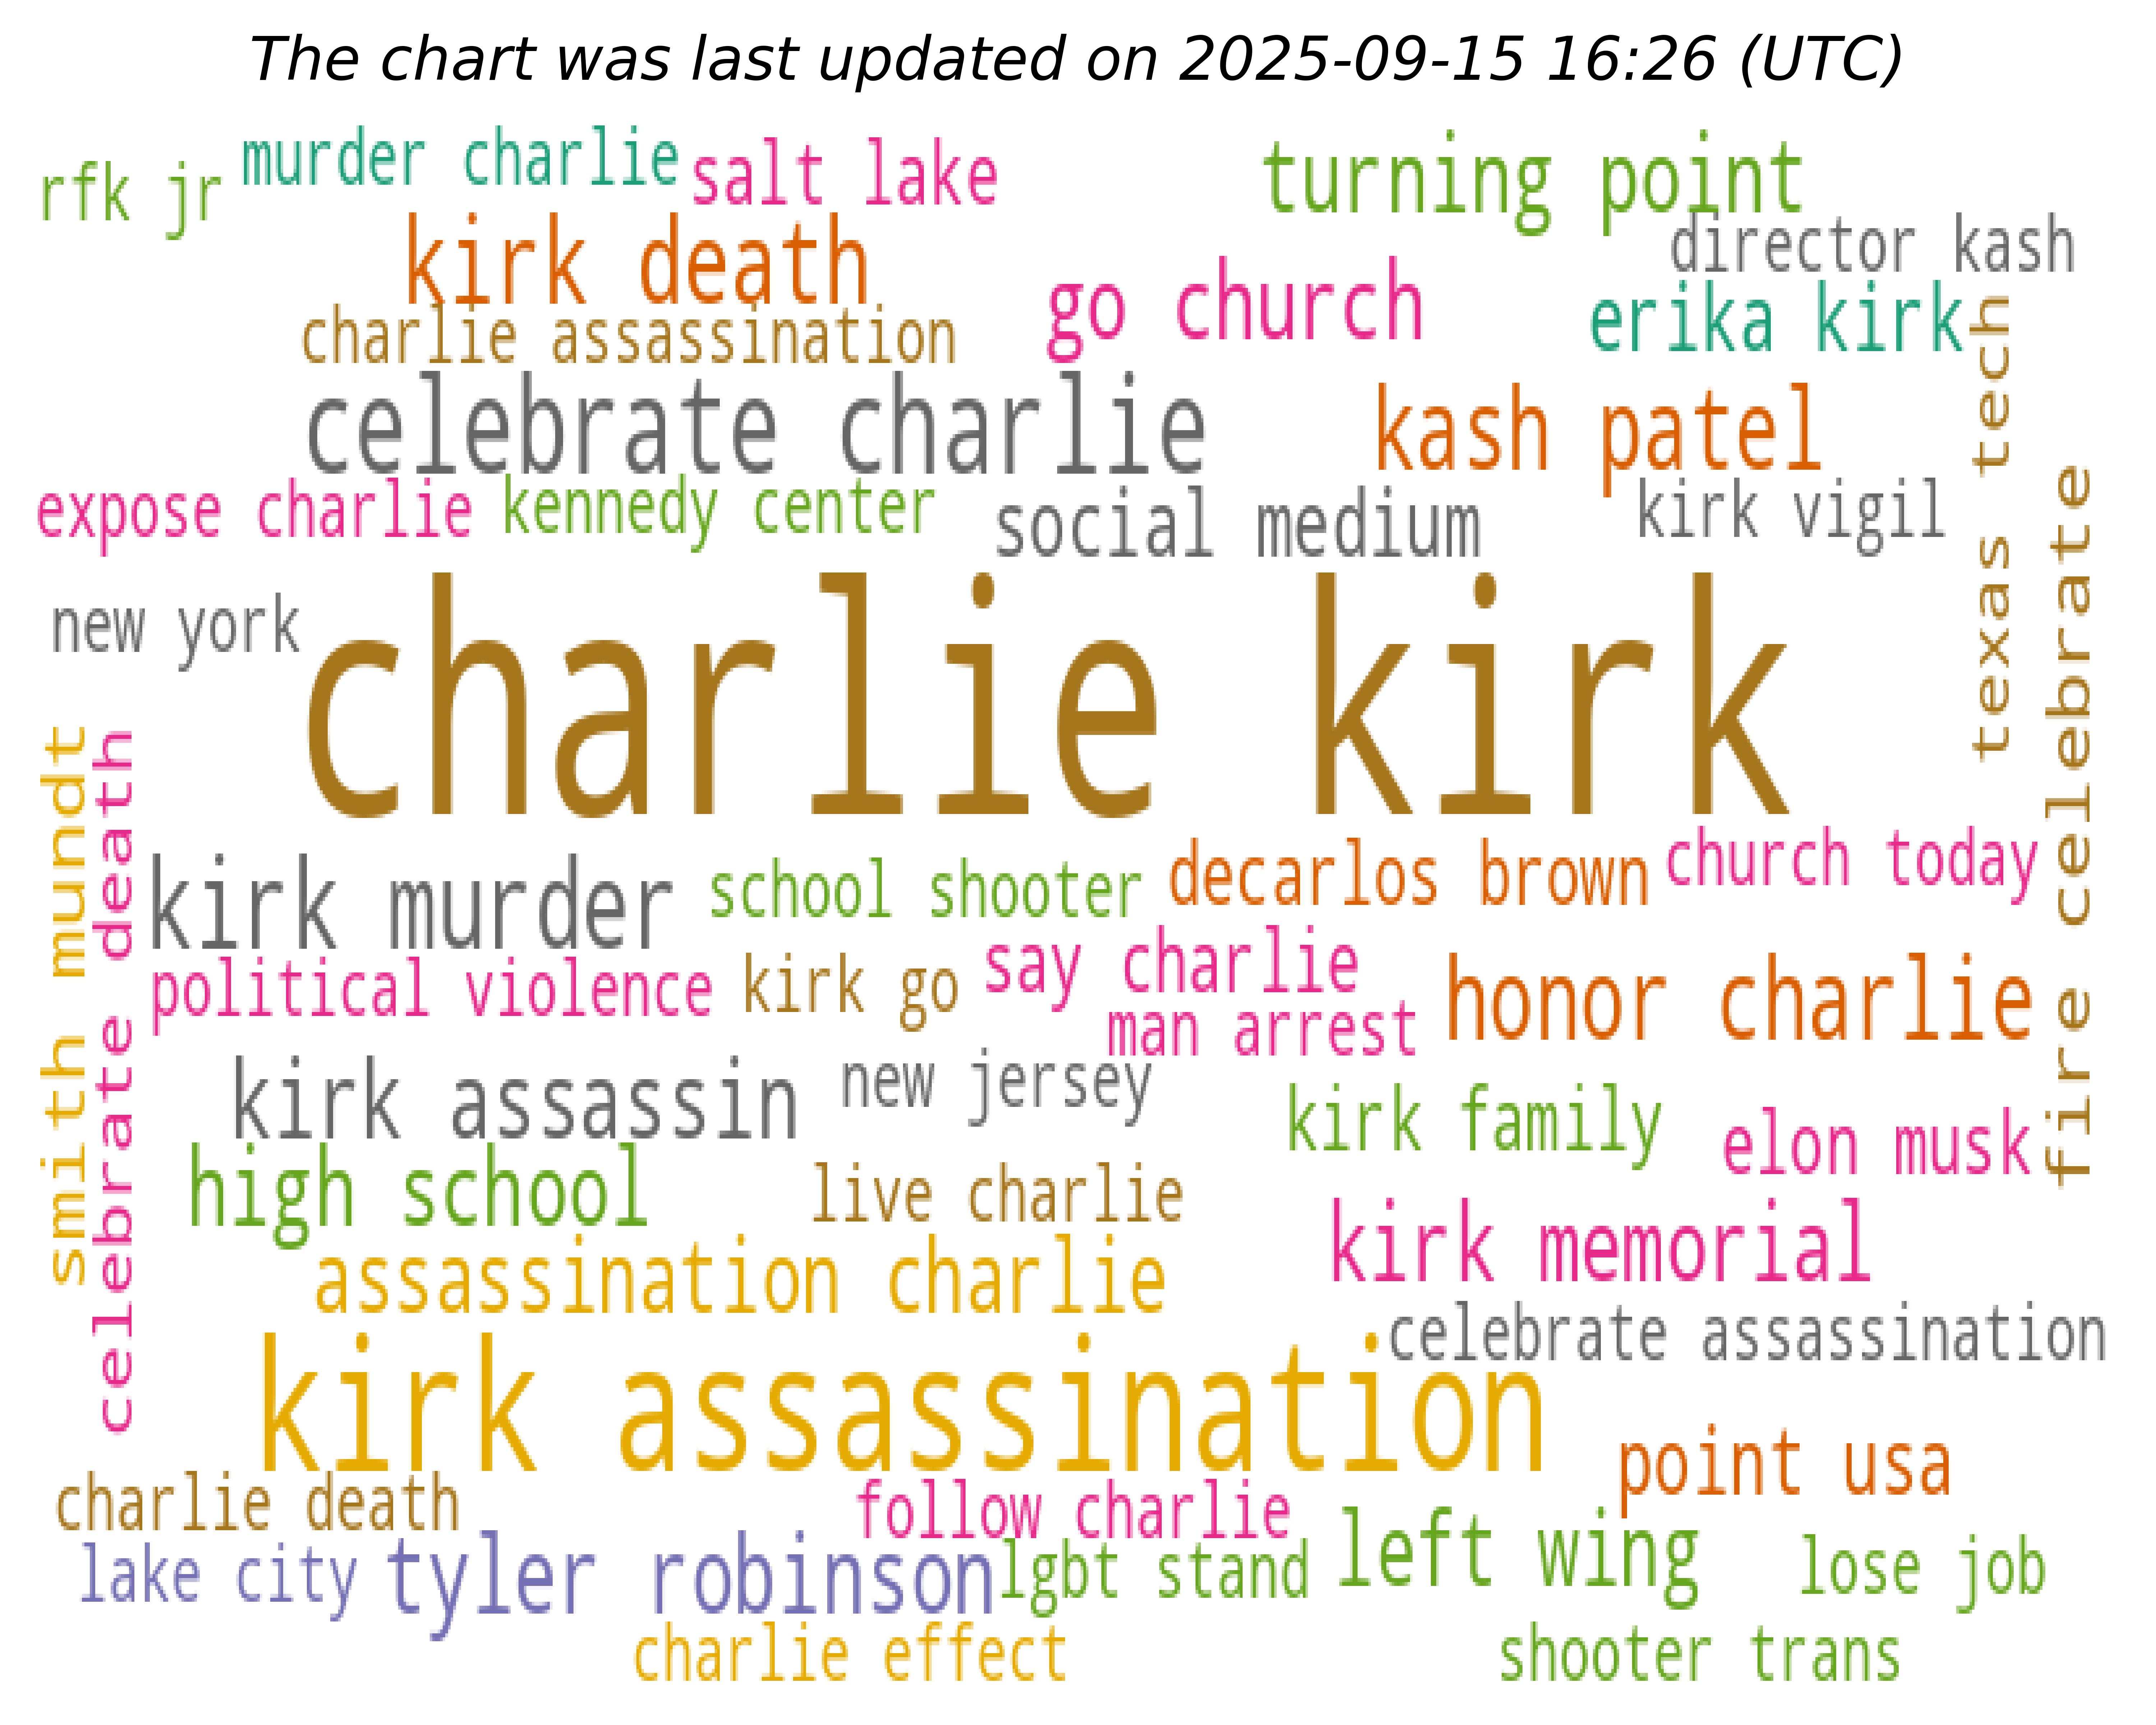 The chart was last updated on 2025-09-15 16:26 (UTC)
rfk jr
murder charlie
salt lake
turning point
director kash
kirk death
go church
erika kirk
charlie assassination
texas tech
celebrate charlie
kash patel
fire celebrate
expose charlie
kennedy center
social medium
kirk vigil
new york
charlie kirk
smith mundt
celebrate death
kirk murder
school shooter
decarlos brown
church today
political violence
kirk go
say charlie
man arrest
honor charlie
kirk assassin
new jersey
kirk family
elon musk
high school
live charlie
kirk memorial
assassination charlie
celebrate assassination
kirk assassination
point usa
charlie death
follow charlie
left wing
lake city
tyler robinson
lgbt stand
lose job
charlie effect
shooter trans